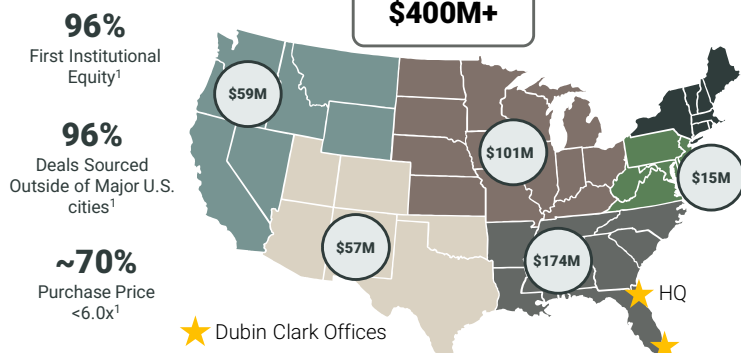 $400M+
96%
First Institutional
Equity¹
96%
Deals Sourced
Outside of Major U.S.
cities¹
~70%
Purchase Price
<6.0x¹
$59M
$101M
$15M
$57M
$174M
HQ
Dubin Clark Offices